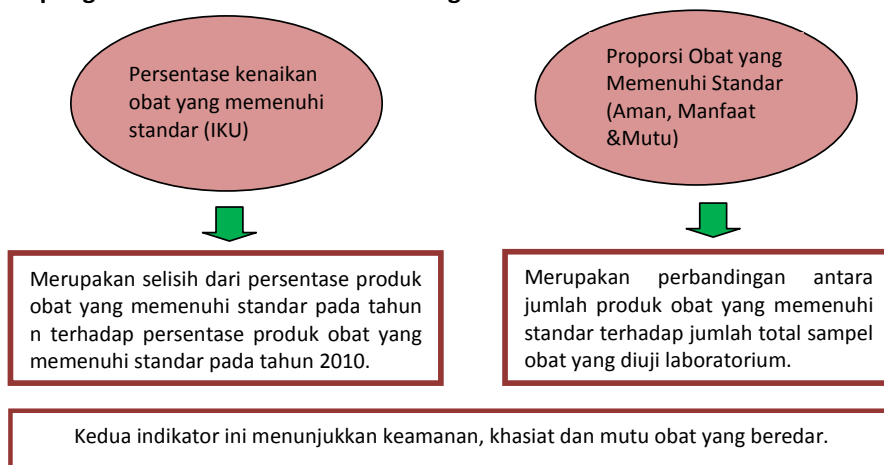 Persentase kenaikan
obat yang memenuhi
standar (IKU)
Proporsi Obat yang
Memenuhi Standar
(Aman, Manfaat
&Mutu)
Merupakan selisih dari persentase produk
obat yang memenuhi standar pada tahun
n terhadap persentase produk obat yang
memenuhi standar pada tahun 2010.
Merupakan perbandingan antara
jumlah produk obat yang memenuhi
standar terhadap jumlah total sampel
obat yang diuji laboratorium.
Kedua indikator ini menunjukkan keamanan, khasiat dan mutu obat yang beredar.